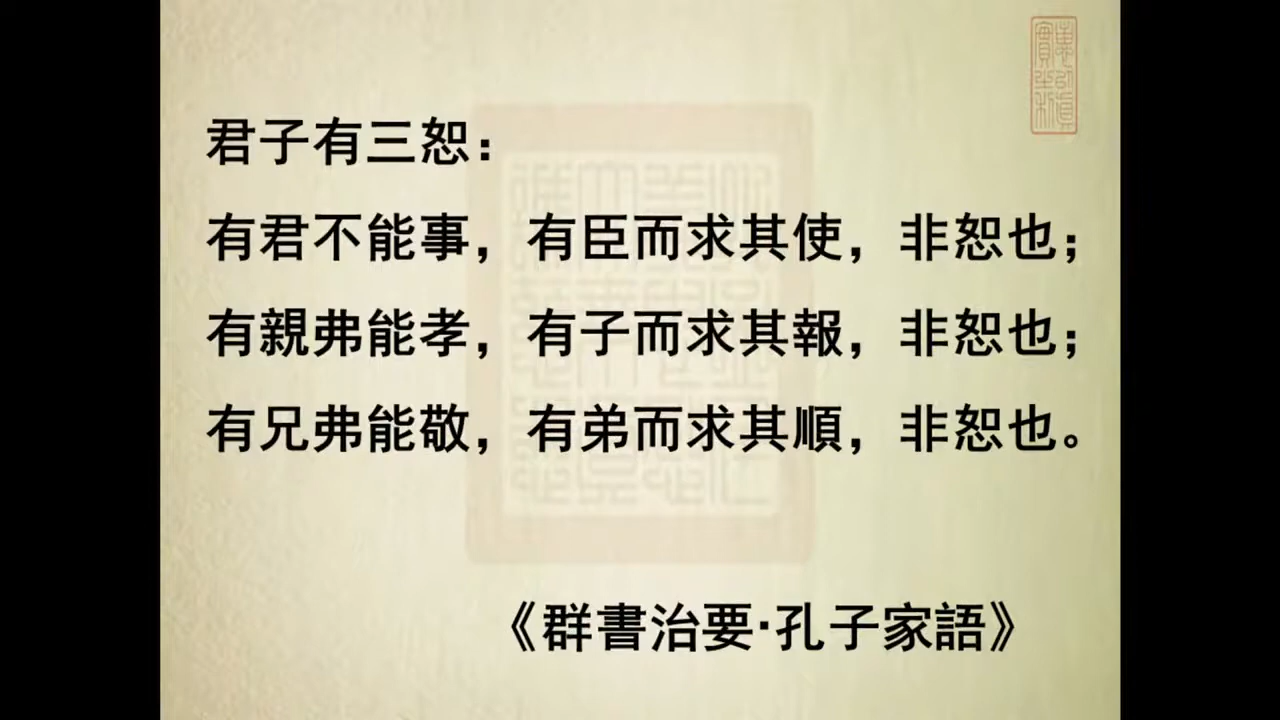 君子有三恕：
有君不能事，有臣而求其使，非恕也；
有親弗能孝，有子而求其報，非恕也；
有兄弗能敬，有弟而求其順，非恕也。
《群書治要·孔子家語》